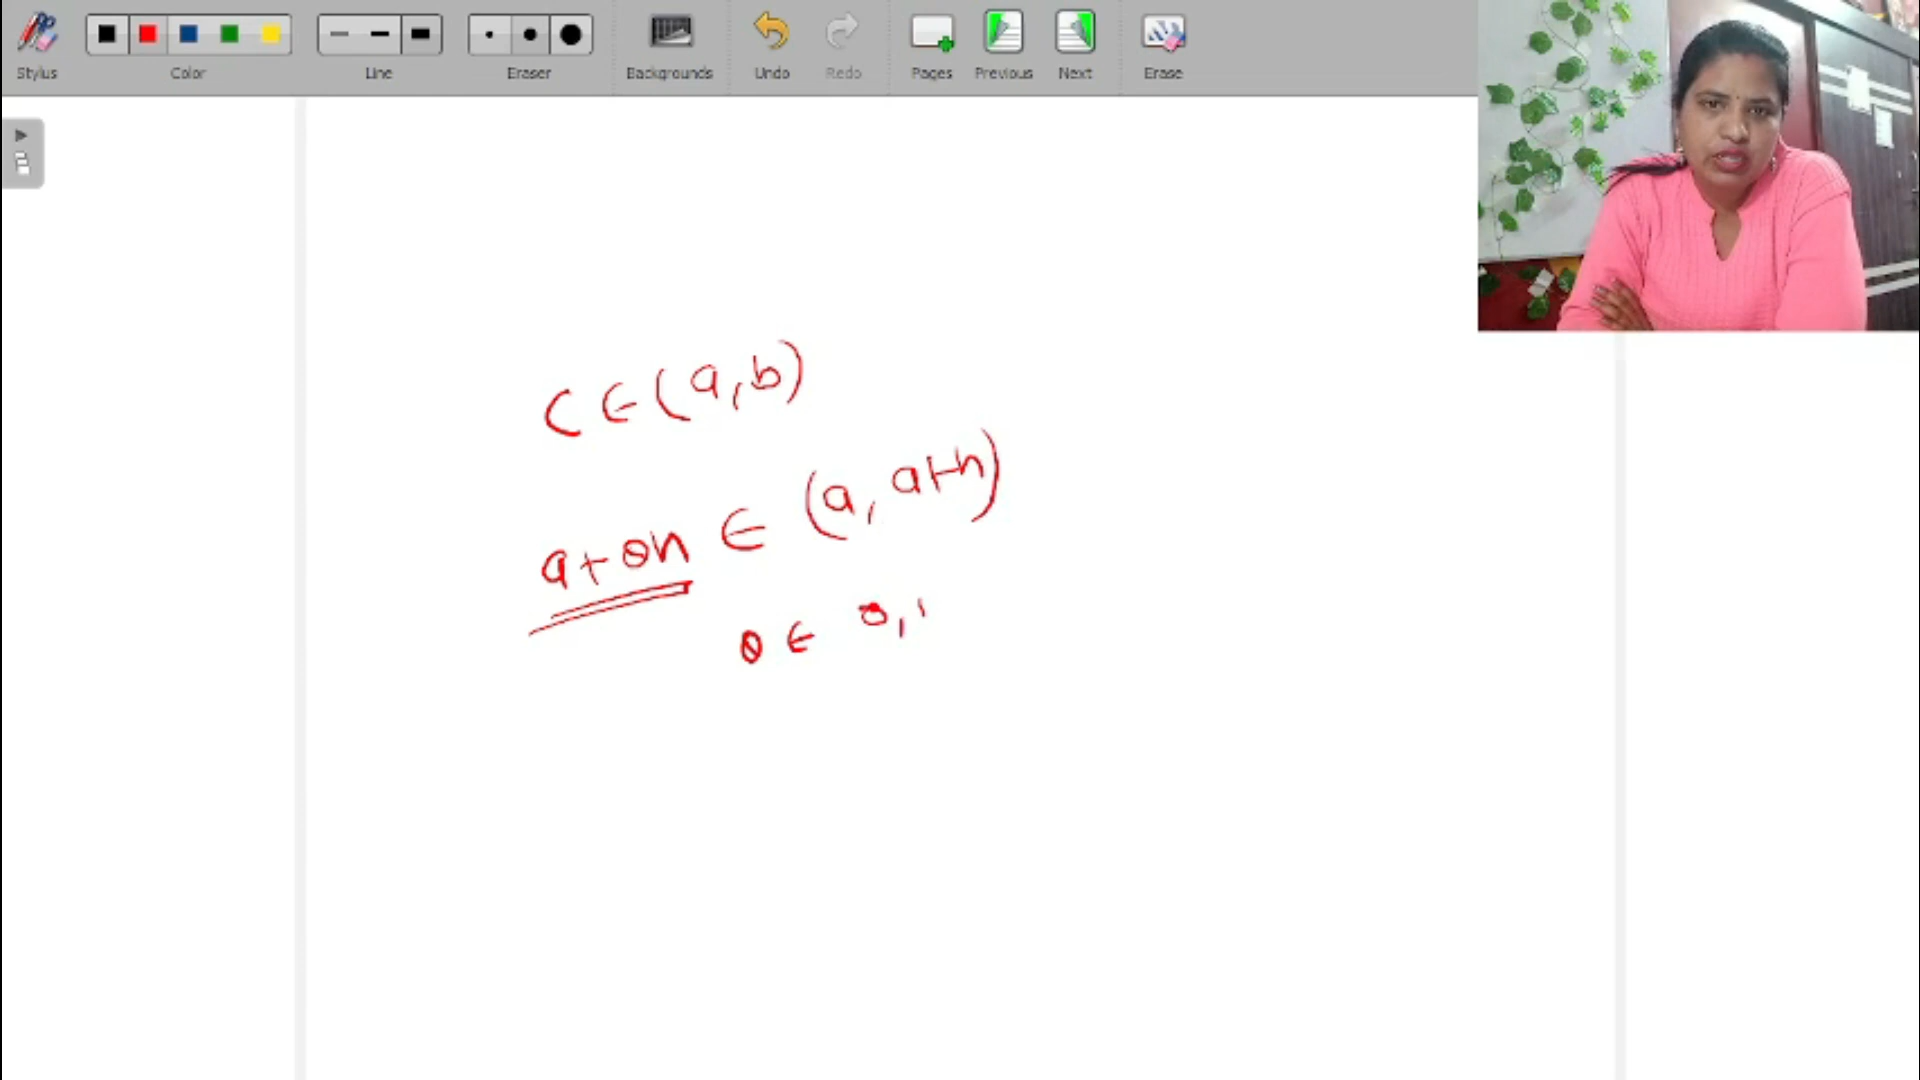 Stylus Color Line Eraser Backgrounds Undo Redo Pages Previous Next Erase
C ∈ (a, b)
a + θh ∈ (a, a+h)
θ ∈ 0, 1